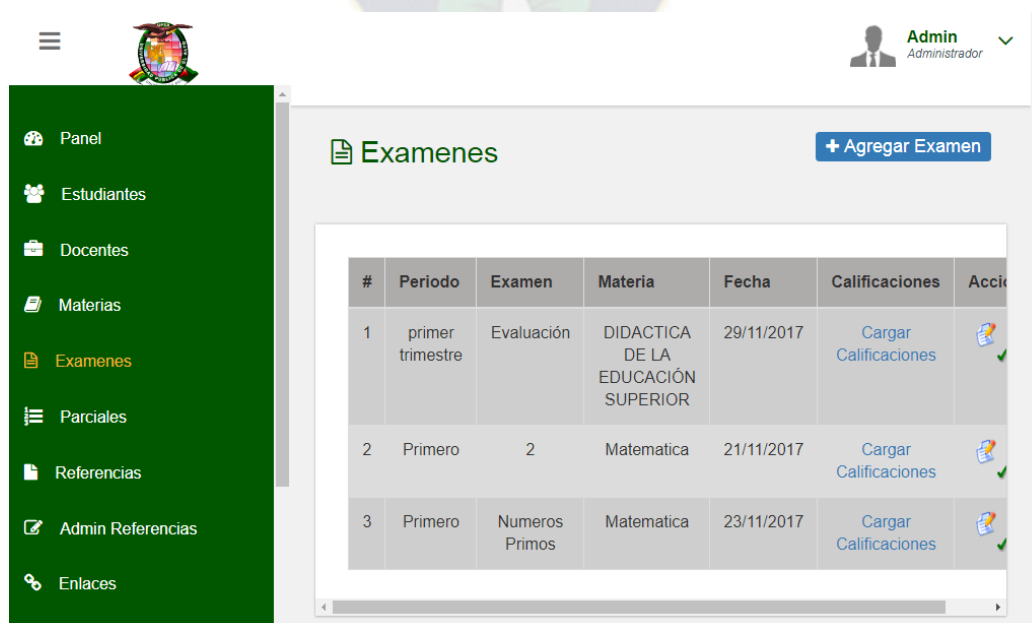 Admin
Administrador
Panel
Estudiantes
Docentes
Materias
Examenes
Parciales
Referencias
Admin Referencias
Enlaces
Examenes
+ Agregar Examen
# Periodo Examen Materia Fecha Calificaciones Accio
1 primer trimestre Evaluación DIDACTICA DE LA EDUCACIÓN SUPERIOR 29/11/2017 Cargar Calificaciones
2 Primero 2 Matematica 21/11/2017 Cargar Calificaciones
3 Primero Numeros Primos Matematica 23/11/2017 Cargar Calificaciones